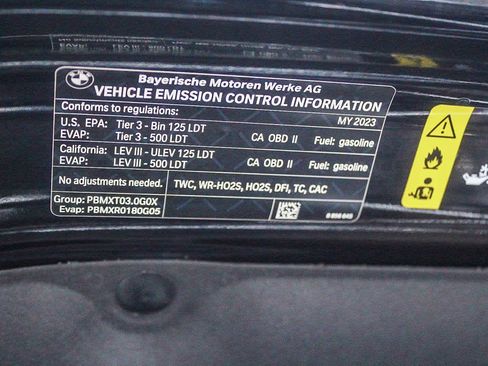 Bayerische Motoren Werke AG
VEHICLE EMISSION CONTROL INFORMATION
Conforms to regulations: MY 2023
U.S. EPA: Tier 3 - Bin 125 LDT
EVAP: Tier 3 - 500 LDT CA OBD II Fuel: gasoline
California: LEV III - ULEV 125 LDT
EVAP: LEV III - 500 LDT CA OBD II Fuel: gasoline
No adjustments needed. TWC, WR-HO2S, HO2S, DFI, TC, CAC
Group: PBMXT03.0G0X
Evap: PBMXR0180G05